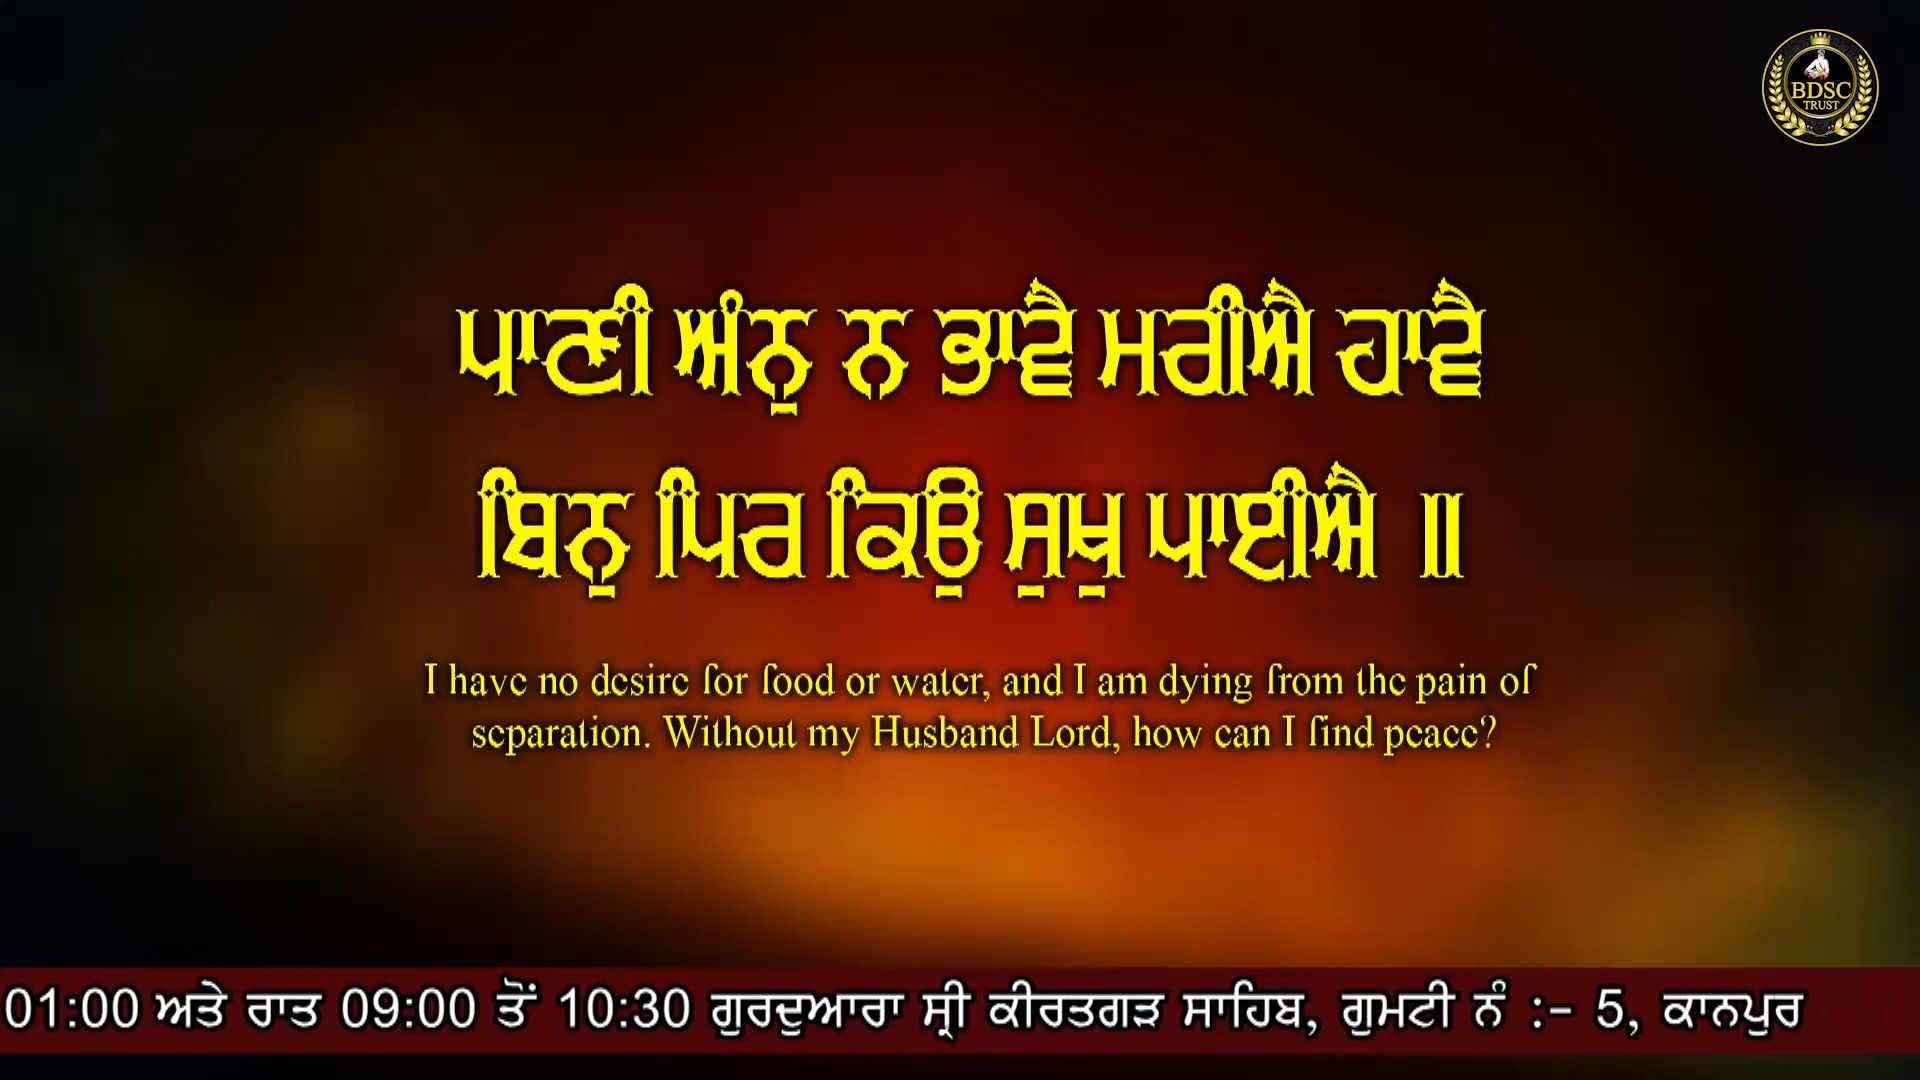 BDSC
TRUST
ਪਾਣੀ ਅੰਨੁ ਨ ਭਾਵੈ ਮਰੀਐ ਹਾਵੈ
ਬਿਨੁ ਪਿਰ ਕਿਉ ਸੁਖੁ ਪਾਈਐ ॥
I have no desire for food or water, and I am dying from the pain of
separation. Without my Husband Lord, how can I find peace?
01:00 ਅਤੇ ਰਾਤ 09:00 ਤੋਂ 10:30 ਗੁਰਦੁਆਰਾ ਸ੍ਰੀ ਕੀਰਤਗੜ ਸਾਹਿਬ, ਗੁਮਟੀ ਨੰ :- 5, ਕਾਨਪੁਰ